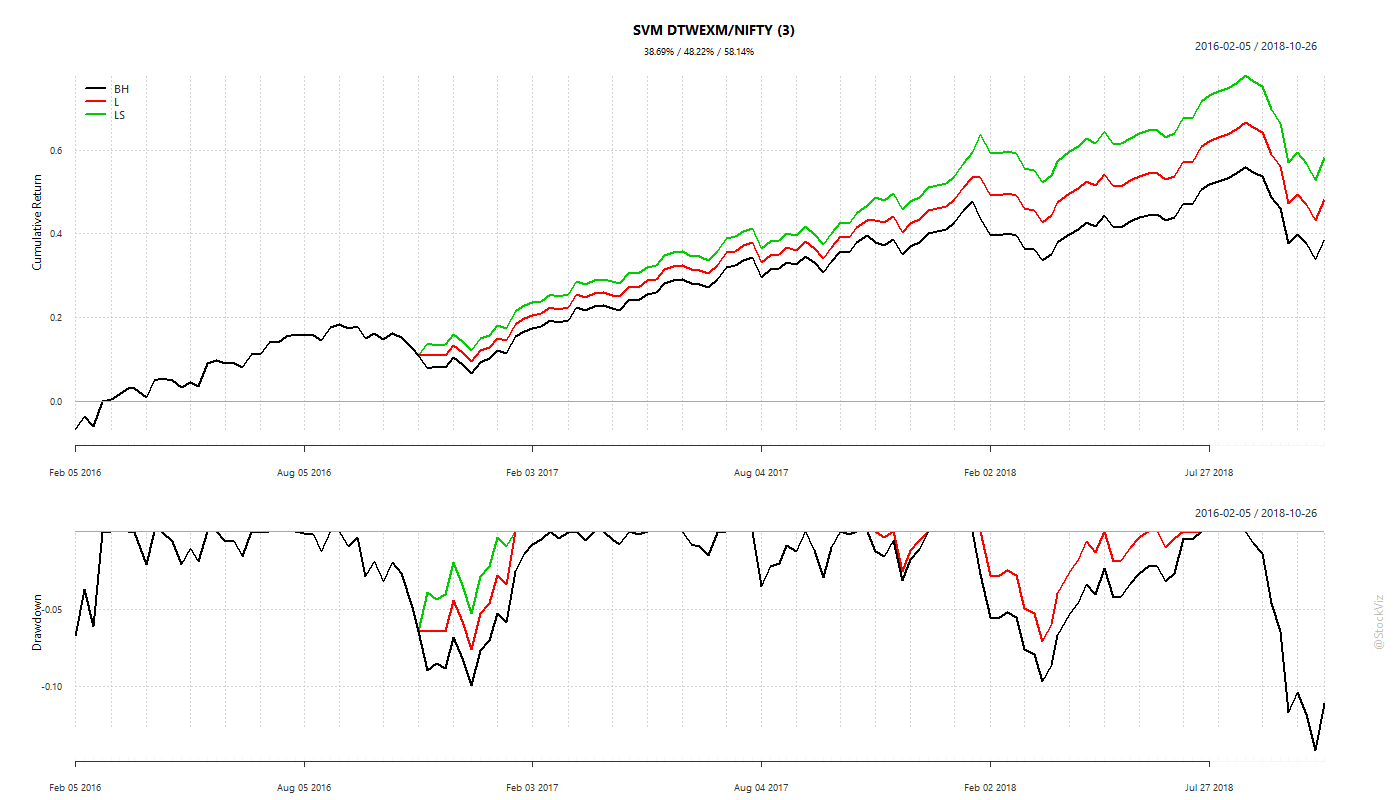 SVM DTWEXM/NIFTY (3)
38.69% / 48.22% / 58.14%
2016-02-05 / 2018-10-26
BH
L
LS
Cumulative Return
0.6
0.4
0.2
0.0
Feb 05 2016 Aug 05 2016 Feb 03 2017 Aug 04 2017 Feb 02 2018 Jul 27 2018
2016-02-05 / 2018-10-26
Drawdown
-0.05
-0.10
@StockViz
Feb 05 2016 Aug 05 2016 Feb 03 2017 Aug 04 2017 Feb 02 2018 Jul 27 2018